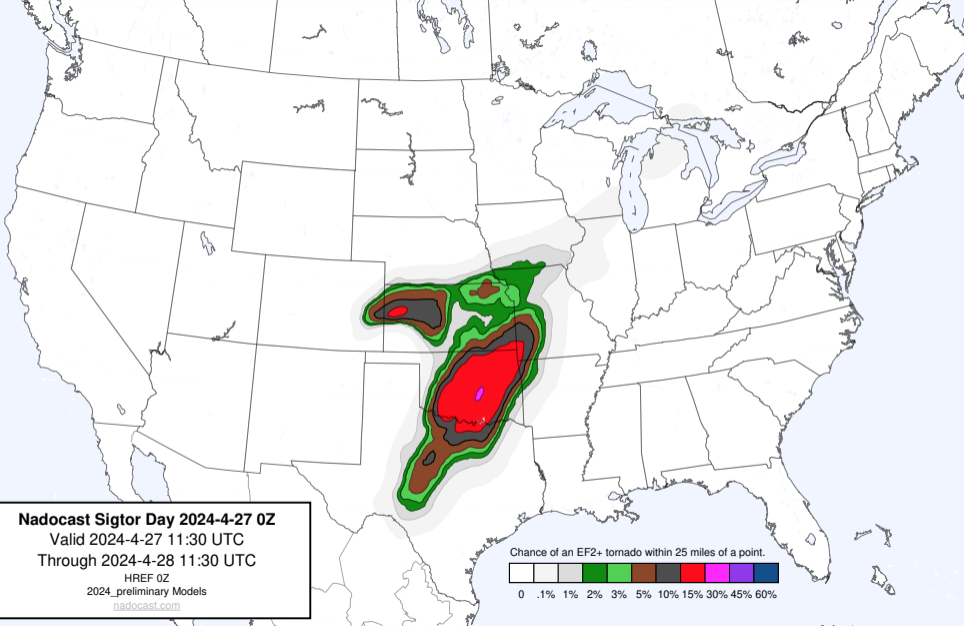 Nadocast Sigtor Day 2024-4-27 0Z
Valid 2024-4-27 11:30 UTC
Through 2024-4-28 11:30 UTC
HREF 0Z
2024_preliminary Models
nadocast.com
Chance of an EF2+ tornado within 25 miles of a point.
0 .1% 1% 2% 3% 5% 10% 15% 30% 45% 60%